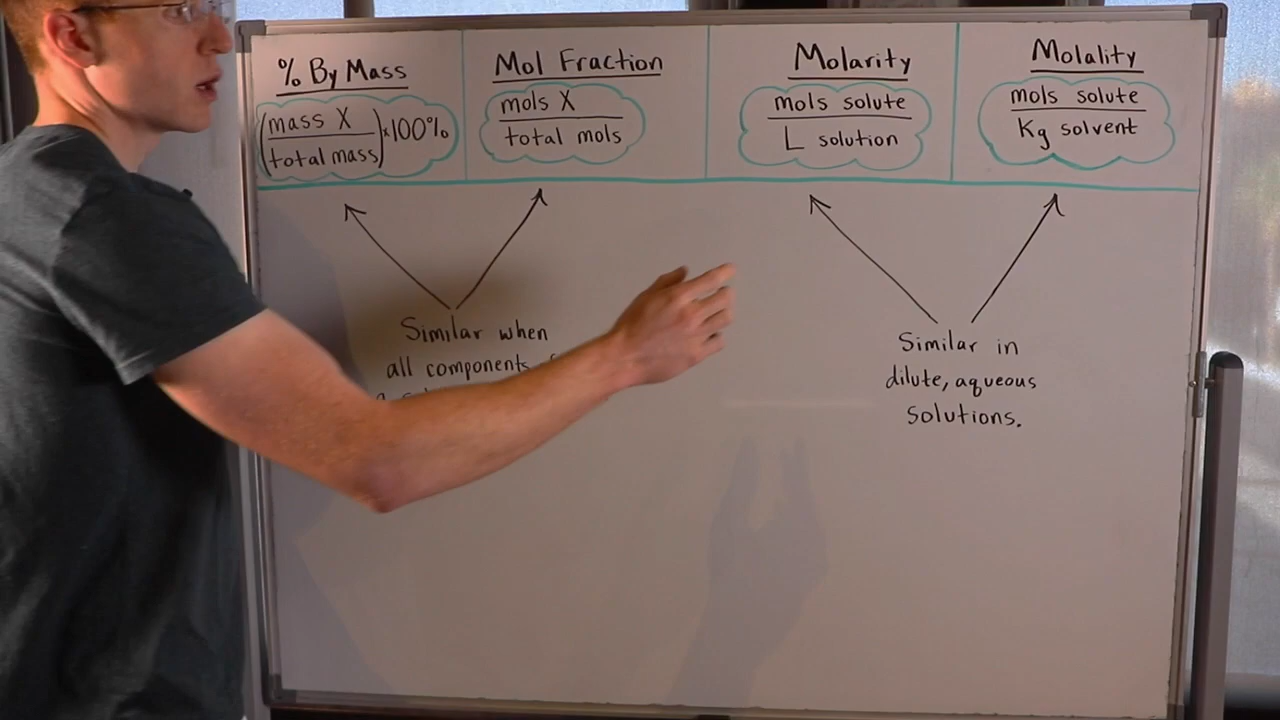 % By Mass
(mass X / total mass) x 100%
Mol Fraction
mols X
total mols
Molarity
mols solute
L solution
Molality
mols solute
Kg solvent
Similar when
all components
a
Similar in
dilute, aqueous
solutions.